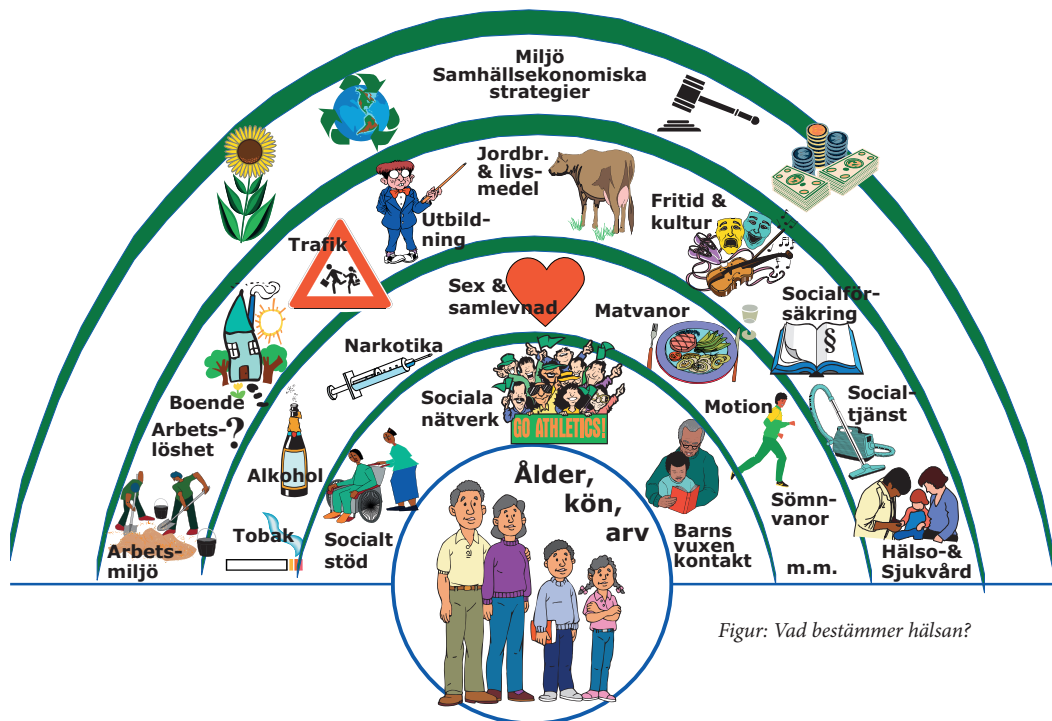 Miljö
Samhällsekonomiska
strategier
Jordbr.
& livs-
medel
Utbild-
ning
Fritid &
kultur
Trafik
Sex &
samlevnad
Matvanor
Socialför-
säkring
§
Narkotika
Boende
Sociala
nätverk
GO ATHLETICS!
Motion
Social-
tjänst
Arbets-?
löshet
Alkohol
Ålder,
kön,
arv
Sömn-
vanor
Tobak
Arbets-
miljö
Socialt
stöd
Barns
vuxen
kontakt
m.m.
Hälso-&
Sjukvård
Figur: Vad bestämmer hälsan?